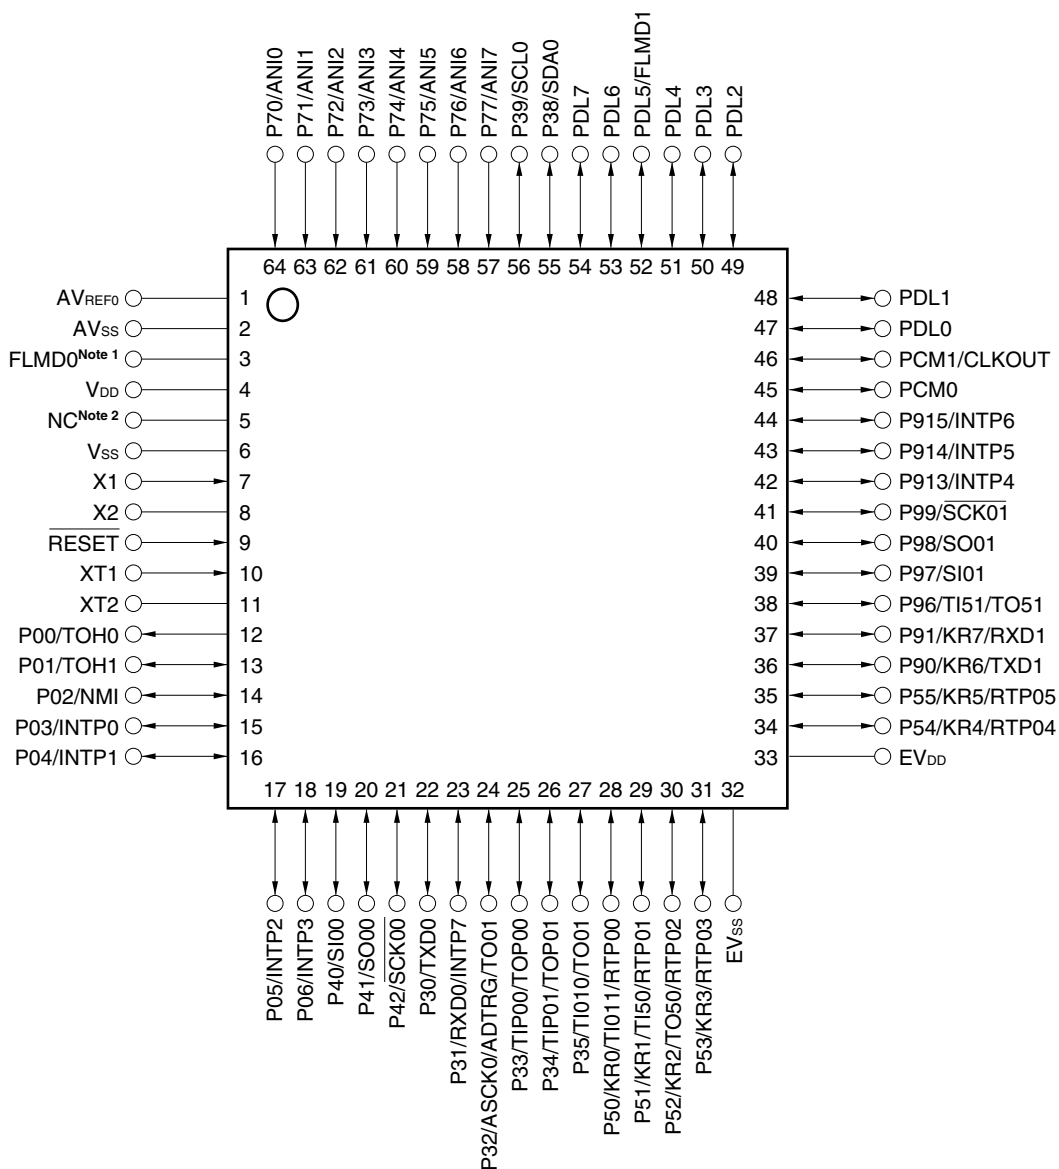 P70/ANI0
P71/ANI1
P72/ANI2
P73/ANI3
P74/ANI4
P75/ANI5
P76/ANI6
P77/ANI7
P39/SCL0
P38/SDA0
PDL7
PDL6
PDL5/FLMD1
PDL4
PDL3
PDL2
64 63 62 61 60 59 58 57 56 55 54 53 52 51 50 49
AVREF0 1
AVSS 2
FLMD0Note 1 3
VDD 4
NCNote 2 5
VSS 6
X1 7
X2 8
RESET 9
XT1 10
XT2 11
P00/TOH0 12
P01/TOH1 13
P02/NMI 14
P03/INTP0 15
P04/INTP1 16
48 PDL1
47 PDL0
46 PCM1/CLKOUT
45 PCM0
44 P915/INTP6
43 P914/INTP5
42 P913/INTP4
41 P99/SCK01
40 P98/SO01
39 P97/SI01
38 P96/TI51/TO51
37 P91/KR7/RXD1
36 P90/KR6/TXD1
35 P55/KR5/RTP05
34 P54/KR4/RTP04
33 EVDD
17 18 19 20 21 22 23 24 25 26 27 28 29 30 31 32
P05/INTP2
P06/INTP3
P40/SI00
P41/SO00
P42/SCK00
P30/TXD0
P31/RXD0/INTP7
P32/ASCK0/ADTRG/TO01
P33/TIP00/TOP00
P34/TIP01/TOP01
P35/TI010/TO01
P50/KR0/TI011/RTP00
P51/KR1/TI50/RTP01
P52/KR2/TO50/RTP02
P53/KR3/RTP03
EVSS